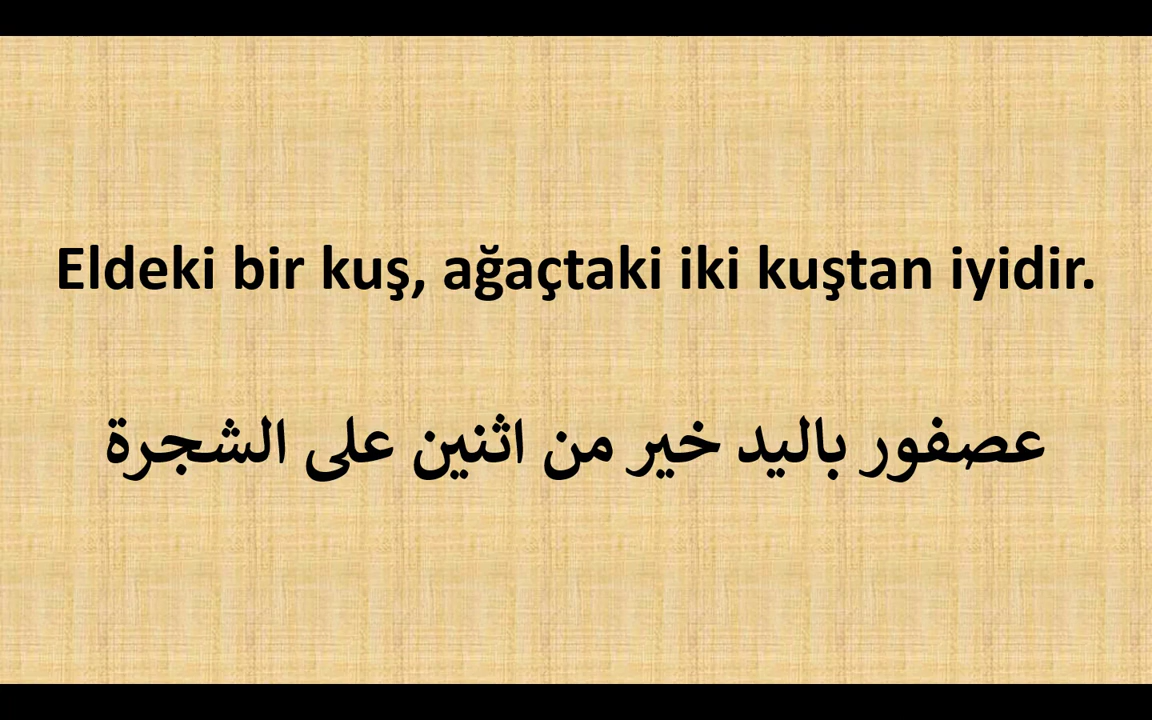 Eldeki bir kuş, ağaçtaki iki kuştan iyidir.
عصفور باليد خير من اثنين على الشجرة